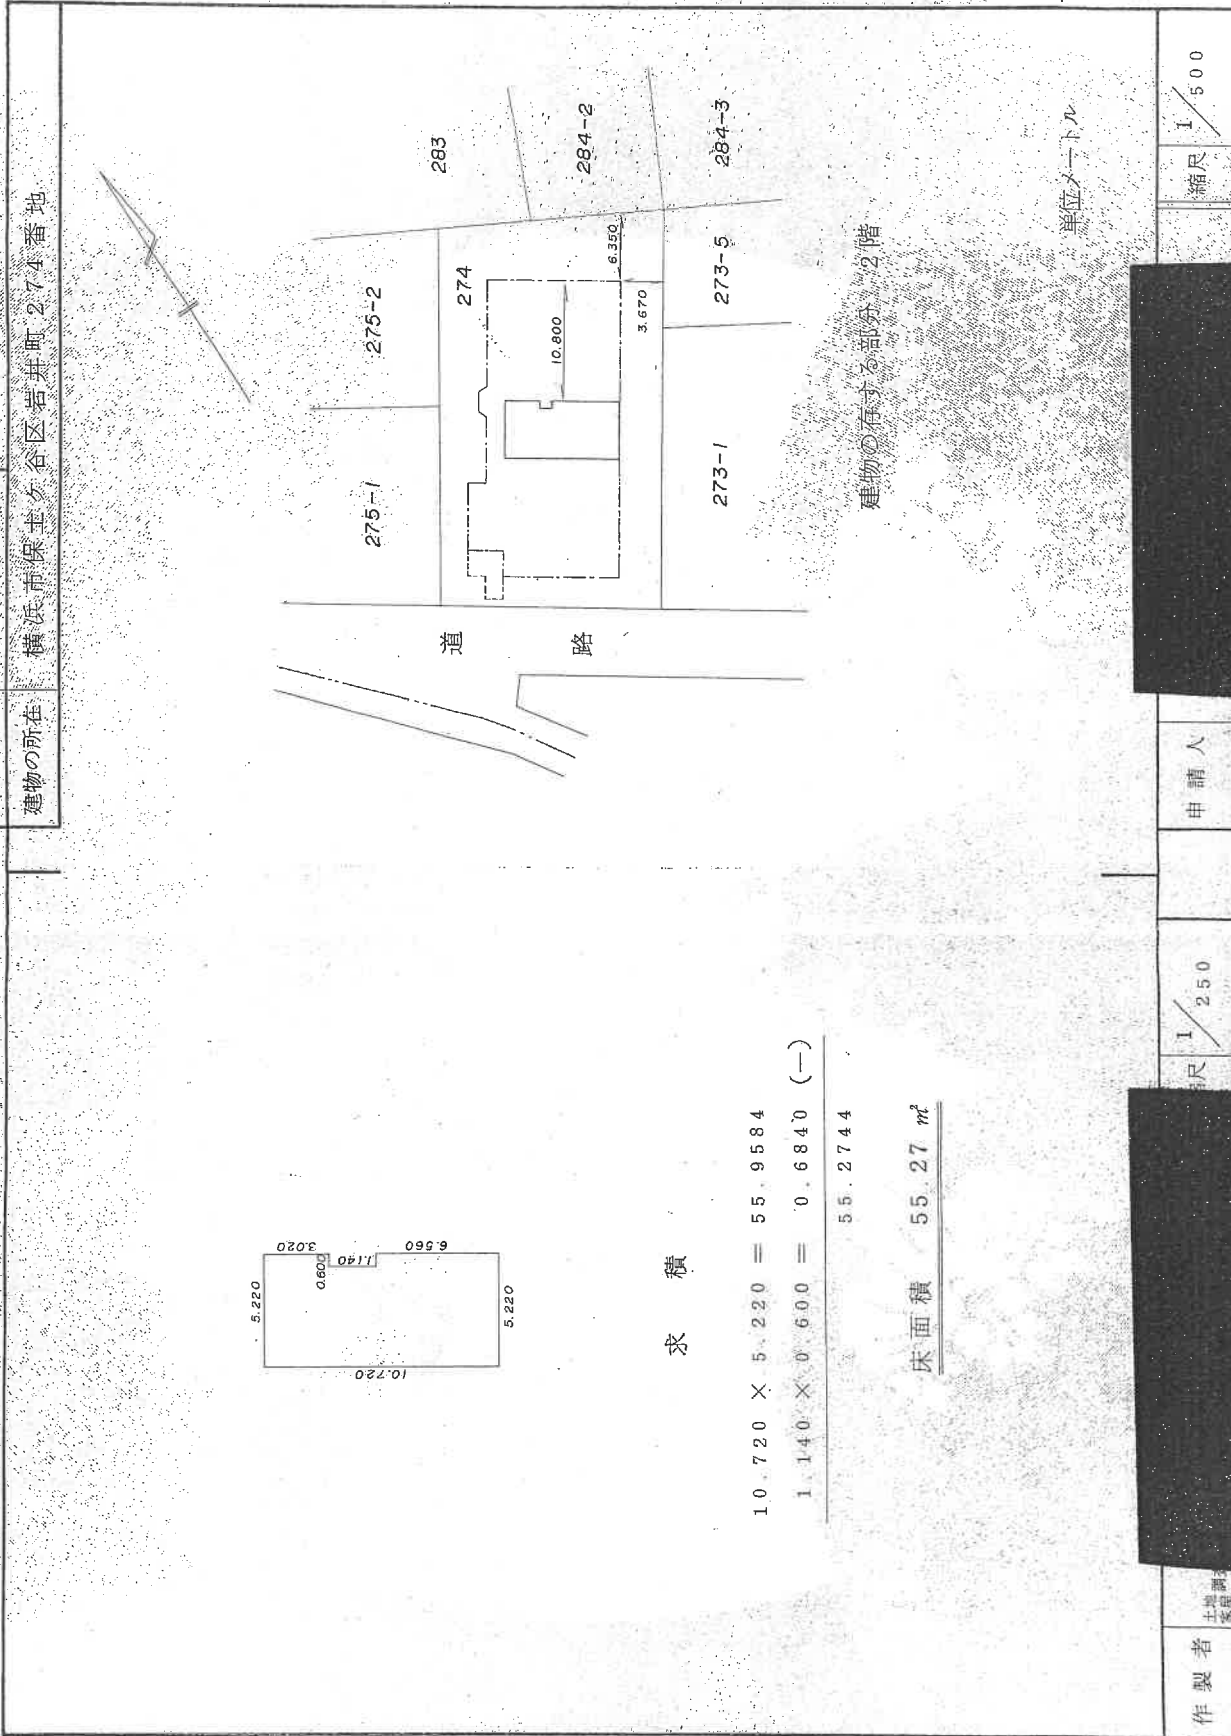 建物の所在
横浜市保土ケ谷区岩井町274番地
5.220
3.020
0.600
1.140
6.560
10.720
5.220
求積
10.720 × 5.220 = 55.9584
1.140 × 0.600 = 0.6840 (−)
55.2744
床面積 55.27 ㎡
275-1
275-2
283
274
284-2
284-3
10.800
6.350
3.670
273-5
273-1
道路
建物の存する部分 2階
単位メートル
作製者
土地
家屋
縮尺 1/250
申請人
縮尺 1/500